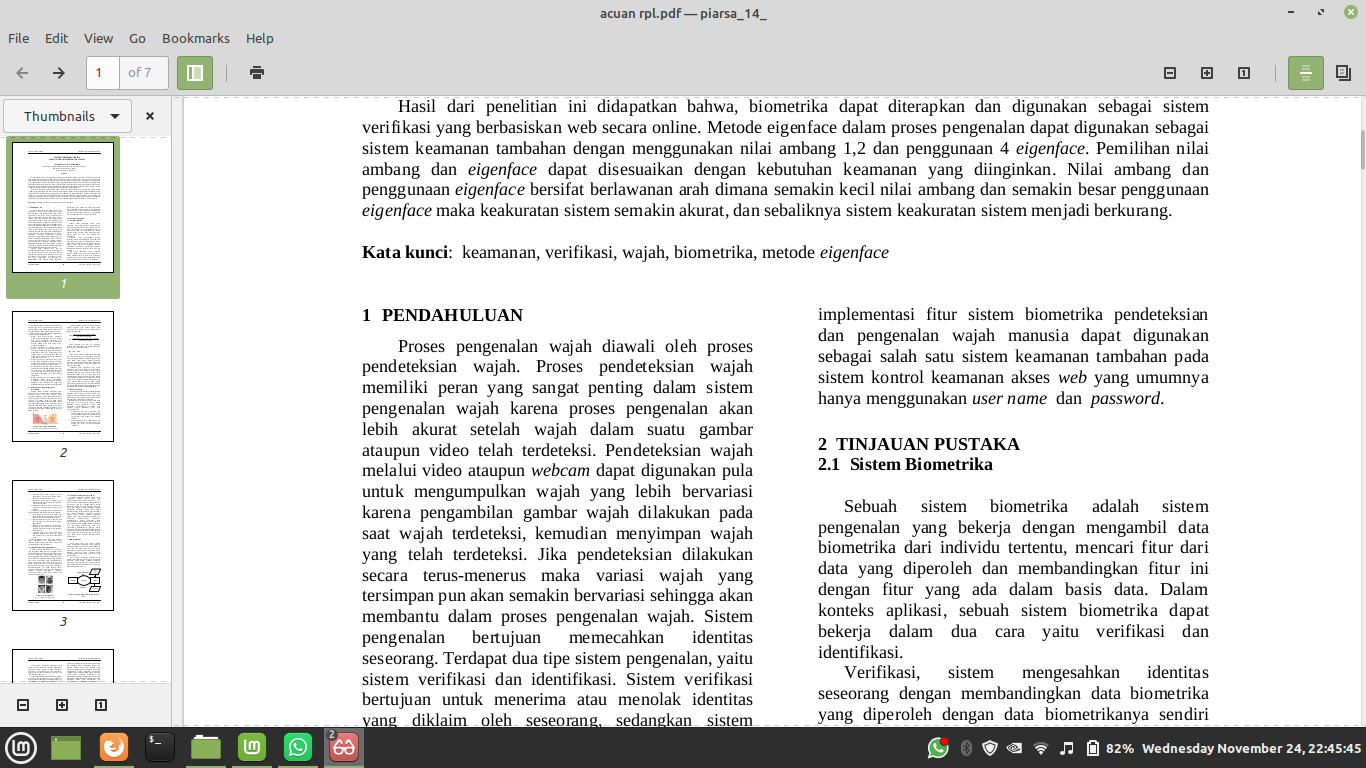 acuan rpl.pdf — piarsa_14_
File Edit View Go Bookmarks Help
1 of 7
Thumbnails
1
2
3
Hasil dari penelitian ini didapatkan bahwa, biometrika dapat diterapkan dan digunakan sebagai sistem
verifikasi yang berbasiskan web secara online. Metode eigenface dalam proses pengenalan dapat digunakan sebagai
sistem keamanan tambahan dengan menggunakan nilai ambang 1,2 dan penggunaan 4 eigenface. Pemilihan nilai
ambang dan eigenface dapat disesuaikan dengan kebutuhan keamanan yang diinginkan. Nilai ambang dan
penggunaan eigenface bersifat berlawanan arah dimana semakin kecil nilai ambang dan semakin besar penggunaan
eigenface maka keakuratan sistem semakin akurat, dan sebaliknya sistem keakuratan sistem menjadi berkurang.
Kata kunci: keamanan, verifikasi, wajah, biometrika, metode eigenface
1 PENDAHULUAN
Proses pengenalan wajah diawali oleh proses
pendeteksian wajah. Proses pendeteksian wajah
memiliki peran yang sangat penting dalam sistem
pengenalan wajah karena proses pengenalan akan
lebih akurat setelah wajah dalam suatu gambar
ataupun video telah terdeteksi. Pendeteksian wajah
melalui video ataupun webcam dapat digunakan pula
untuk mengumpulkan wajah yang lebih bervariasi
karena pengambilan gambar wajah dilakukan pada
saat wajah terdeteksi, kemudian menyimpan wajah
yang telah terdeteksi. Jika pendeteksian dilakukan
secara terus-menerus maka variasi wajah yang
tersimpan pun akan semakin bervariasi sehingga akan
membantu dalam proses pengenalan wajah. Sistem
pengenalan bertujuan memecahkan identitas
seseorang. Terdapat dua tipe sistem pengenalan, yaitu
sistem verifikasi dan identifikasi. Sistem verifikasi
bertujuan untuk menerima atau menolak identitas
yang diklaim oleh seseorang, sedangkan sistem
implementasi fitur sistem biometrika pendeteksian
dan pengenalan wajah manusia dapat digunakan
sebagai salah satu sistem keamanan tambahan pada
sistem kontrol keamanan akses web yang umumnya
hanya menggunakan user name dan password.
2 TINJAUAN PUSTAKA
2.1 Sistem Biometrika
Sebuah sistem biometrika adalah sistem
pengenalan yang bekerja dengan mengambil data
biometrika dari individu tertentu, mencari fitur dari
data yang diperoleh dan membandingkan fitur ini
dengan fitur yang ada dalam basis data. Dalam
konteks aplikasi, sebuah sistem biometrika dapat
bekerja dalam dua cara yaitu verifikasi dan
identifikasi.
Verifikasi, sistem mengesahkan identitas
seseorang dengan membandingkan data biometrika
yang diperoleh dengan data biometrikanya sendiri
2
82% Wednesday November 24, 22:45:45